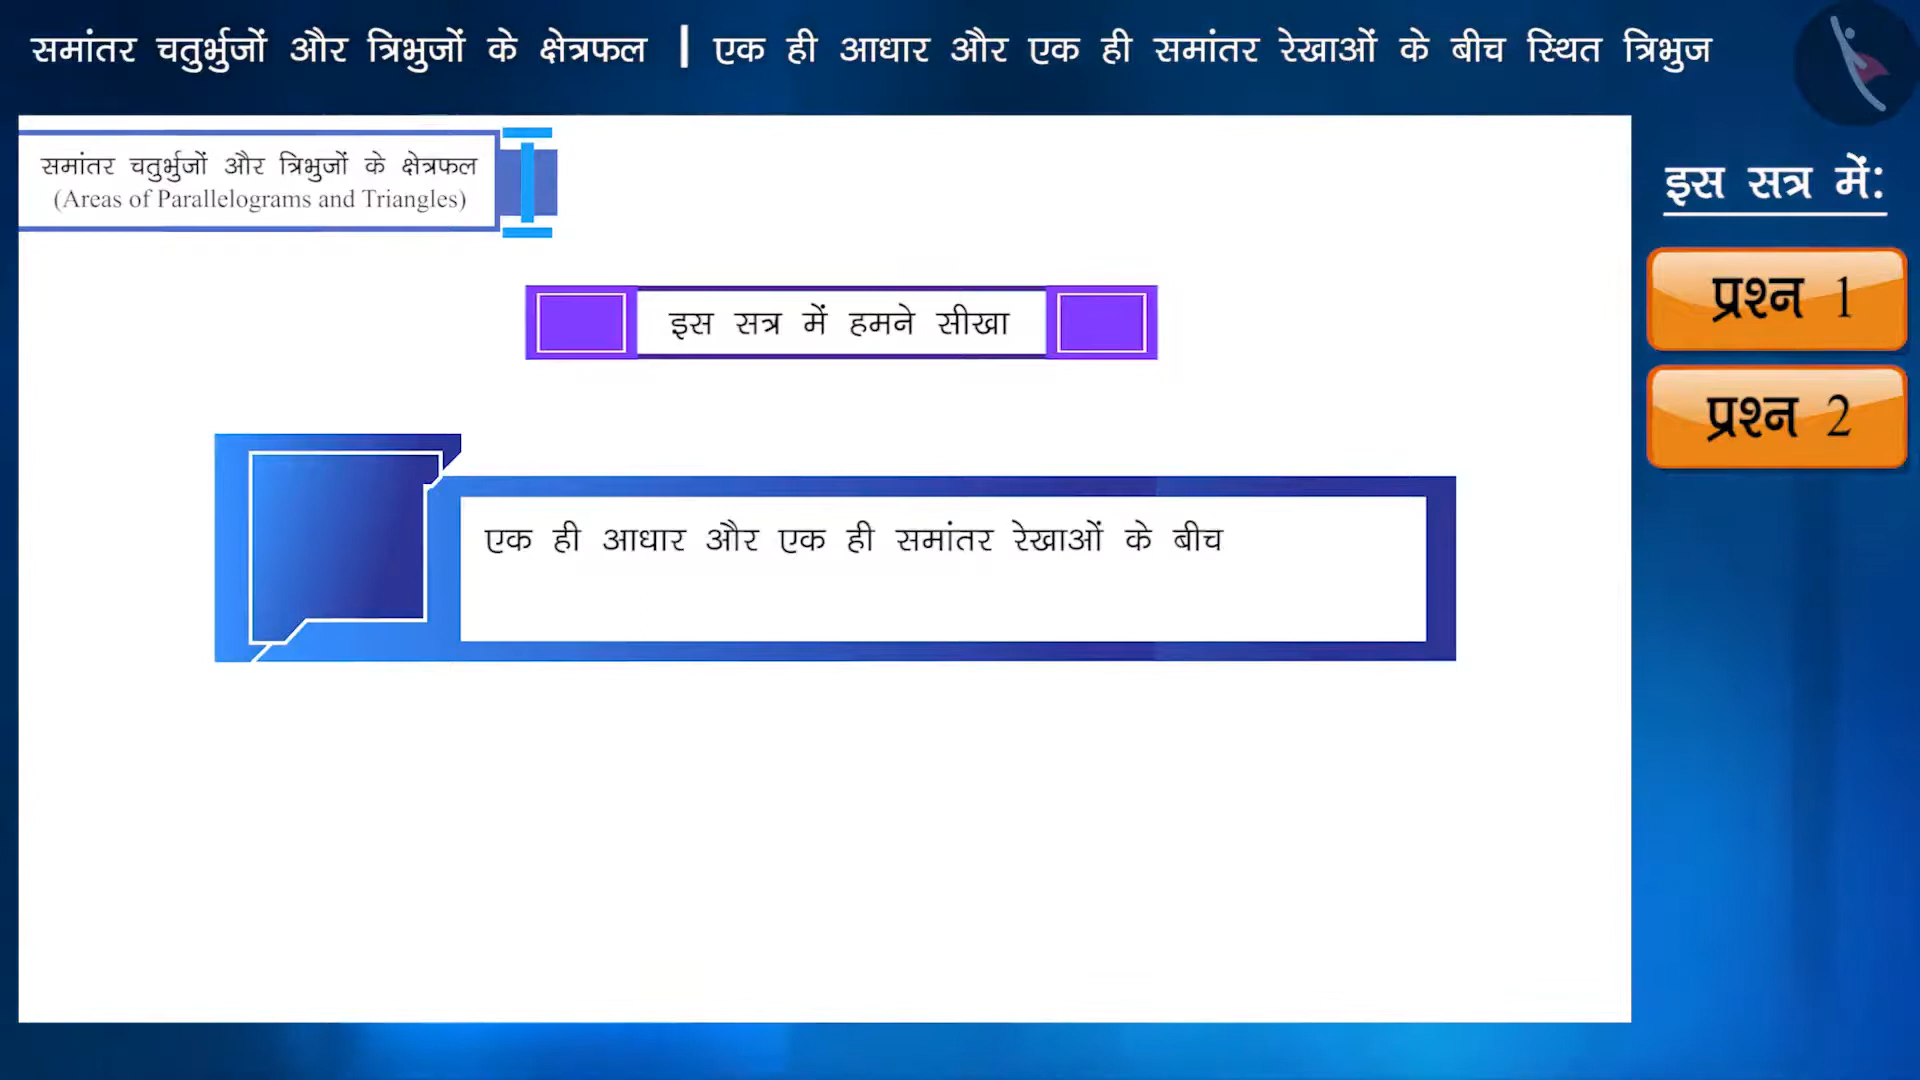 समांतर चतुर्भुजों और त्रिभुजों के क्षेत्रफल | एक ही आधार और एक ही समांतर रेखाओं के बीच स्थित त्रिभुज
समांतर चतुर्भुजों और त्रिभुजों के क्षेत्रफल
(Areas of Parallelograms and Triangles)
इस सत्र में हमने सीखा
एक ही आधार और एक ही समांतर रेखाओं के बीच
इस सत्र में:
प्रश्न 1
प्रश्न 2